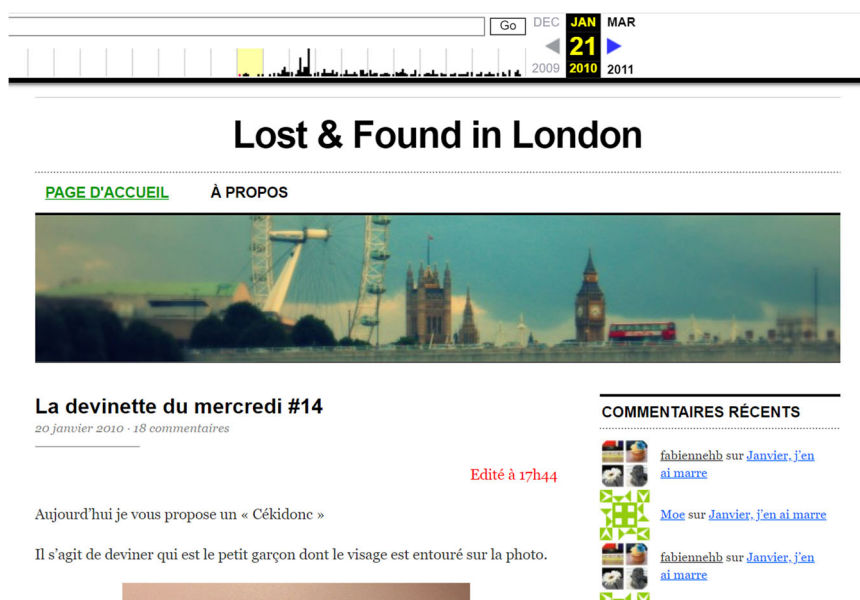 Go
DEC JAN MAR
21
2009 2010 2011
Lost & Found in London
PAGE D'ACCUEIL À PROPOS
La devinette du mercredi #14
20 janvier 2010 · 18 commentaires
Edité à 17h44
Aujourd’hui je vous propose un « Cékidonc »
Il s’agit de deviner qui est le petit garçon dont le visage est entouré sur la photo.
COMMENTAIRES RÉCENTS
fabiennehb sur Janvier, j’en
ai marre
Moe sur Janvier, j’en ai marre
fabiennehb sur Janvier, j’en
ai marre